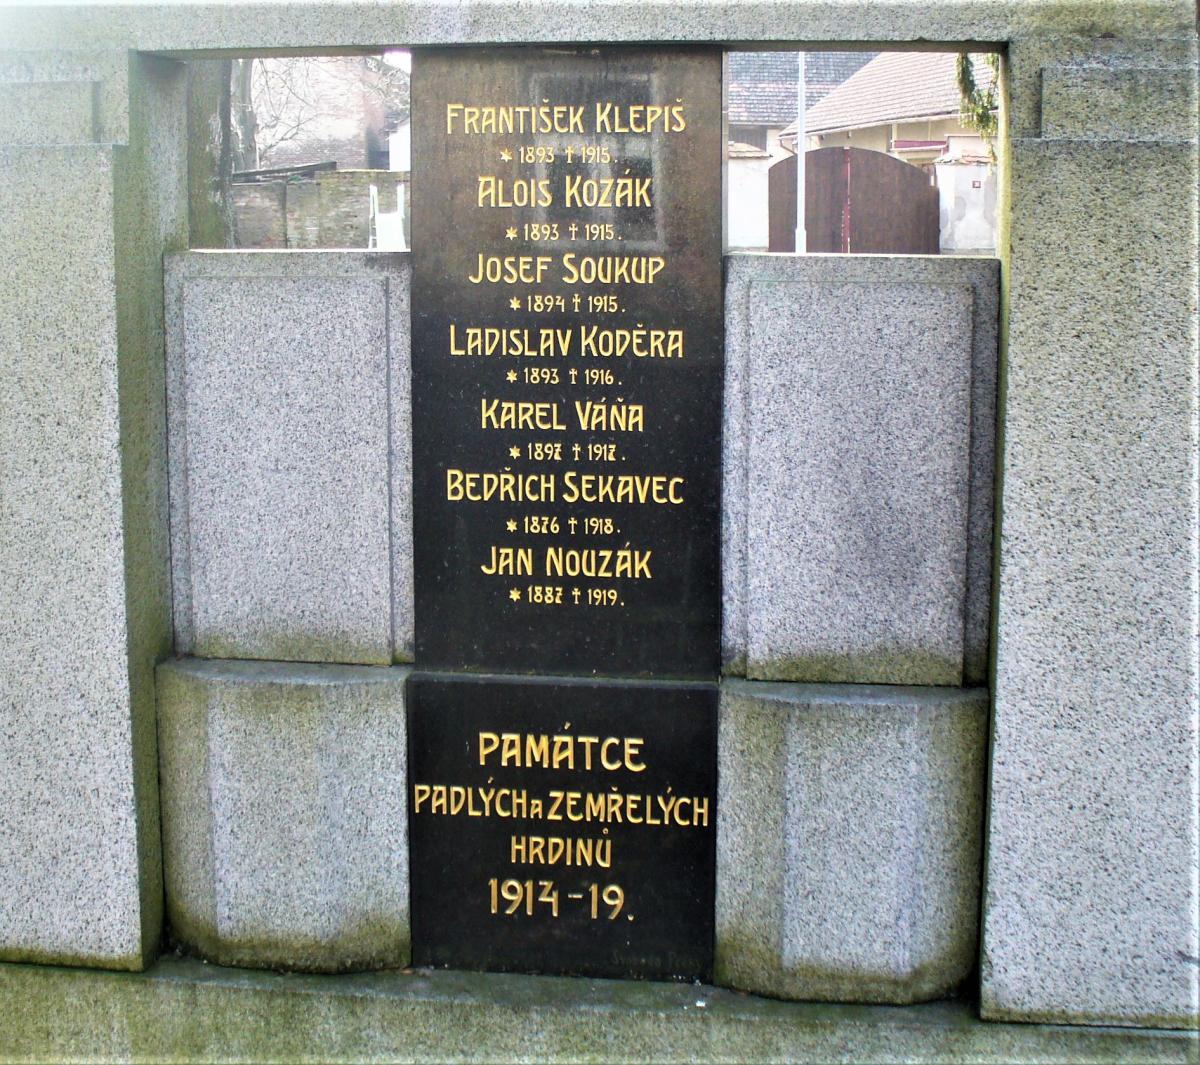 FRANTIŠEK KLEPIŠ
* 1893 † 1915.
ALOIS KOZÁK
* 1893 † 1915.
JOSEF SOUKUP
* 1894 † 1915.
LADISLAV KODĚRA
* 1893 † 1916.
KAREL VÁŇA
* 1897 † 1917.
BEDŘICH SEKAVEC
* 1876 † 1918.
JAN NOUZÁK
* 1887 † 1919.
PAMÁTCE
PADLÝCH A ZEMŘELÝCH
HRDINŮ
1914-19.